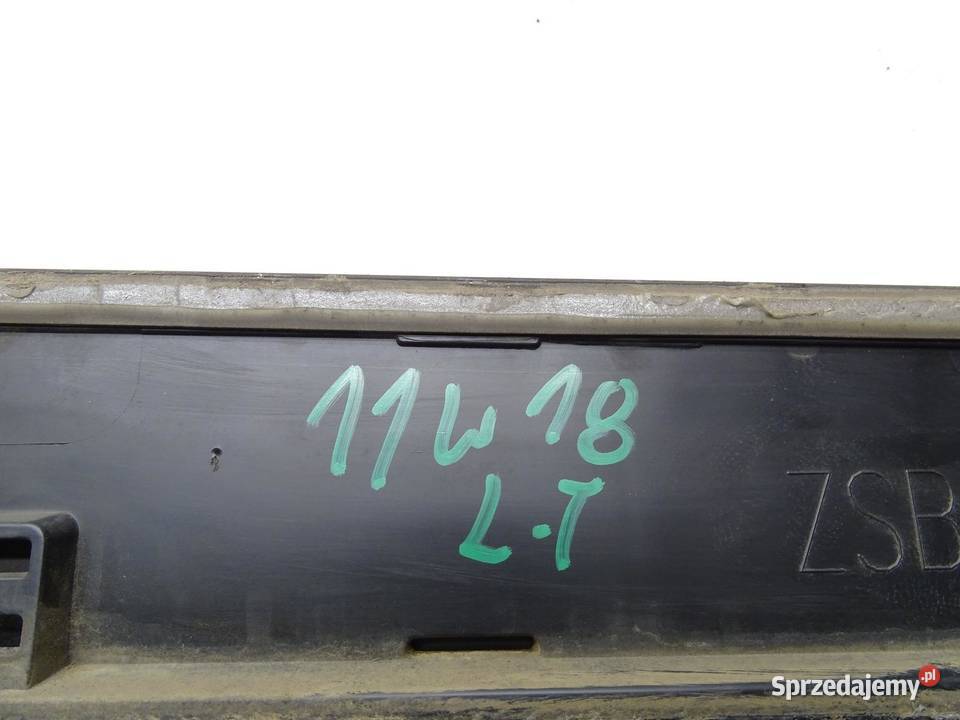 11W18
L-T
ZSB
Sprzedajemy.pl